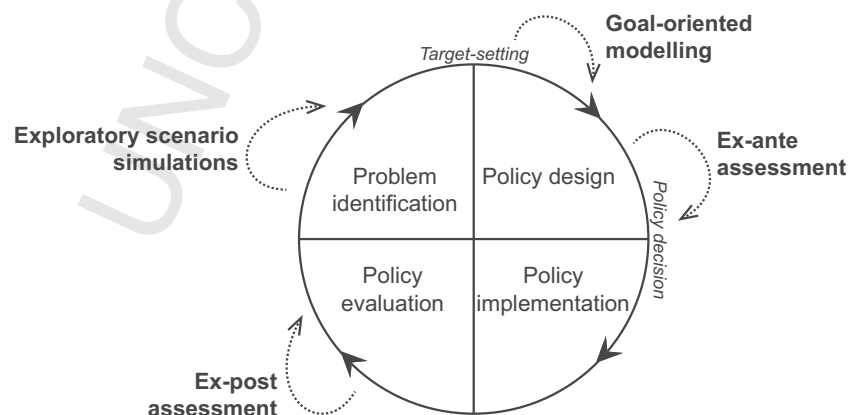 Goal-oriented
modelling
Target-setting
Exploratory scenario
simulations
Ex-ante
assessment
Problem
identification
Policy design
Policy decision
Policy
evaluation
Policy
implementation
Ex-post
assessment
UNC